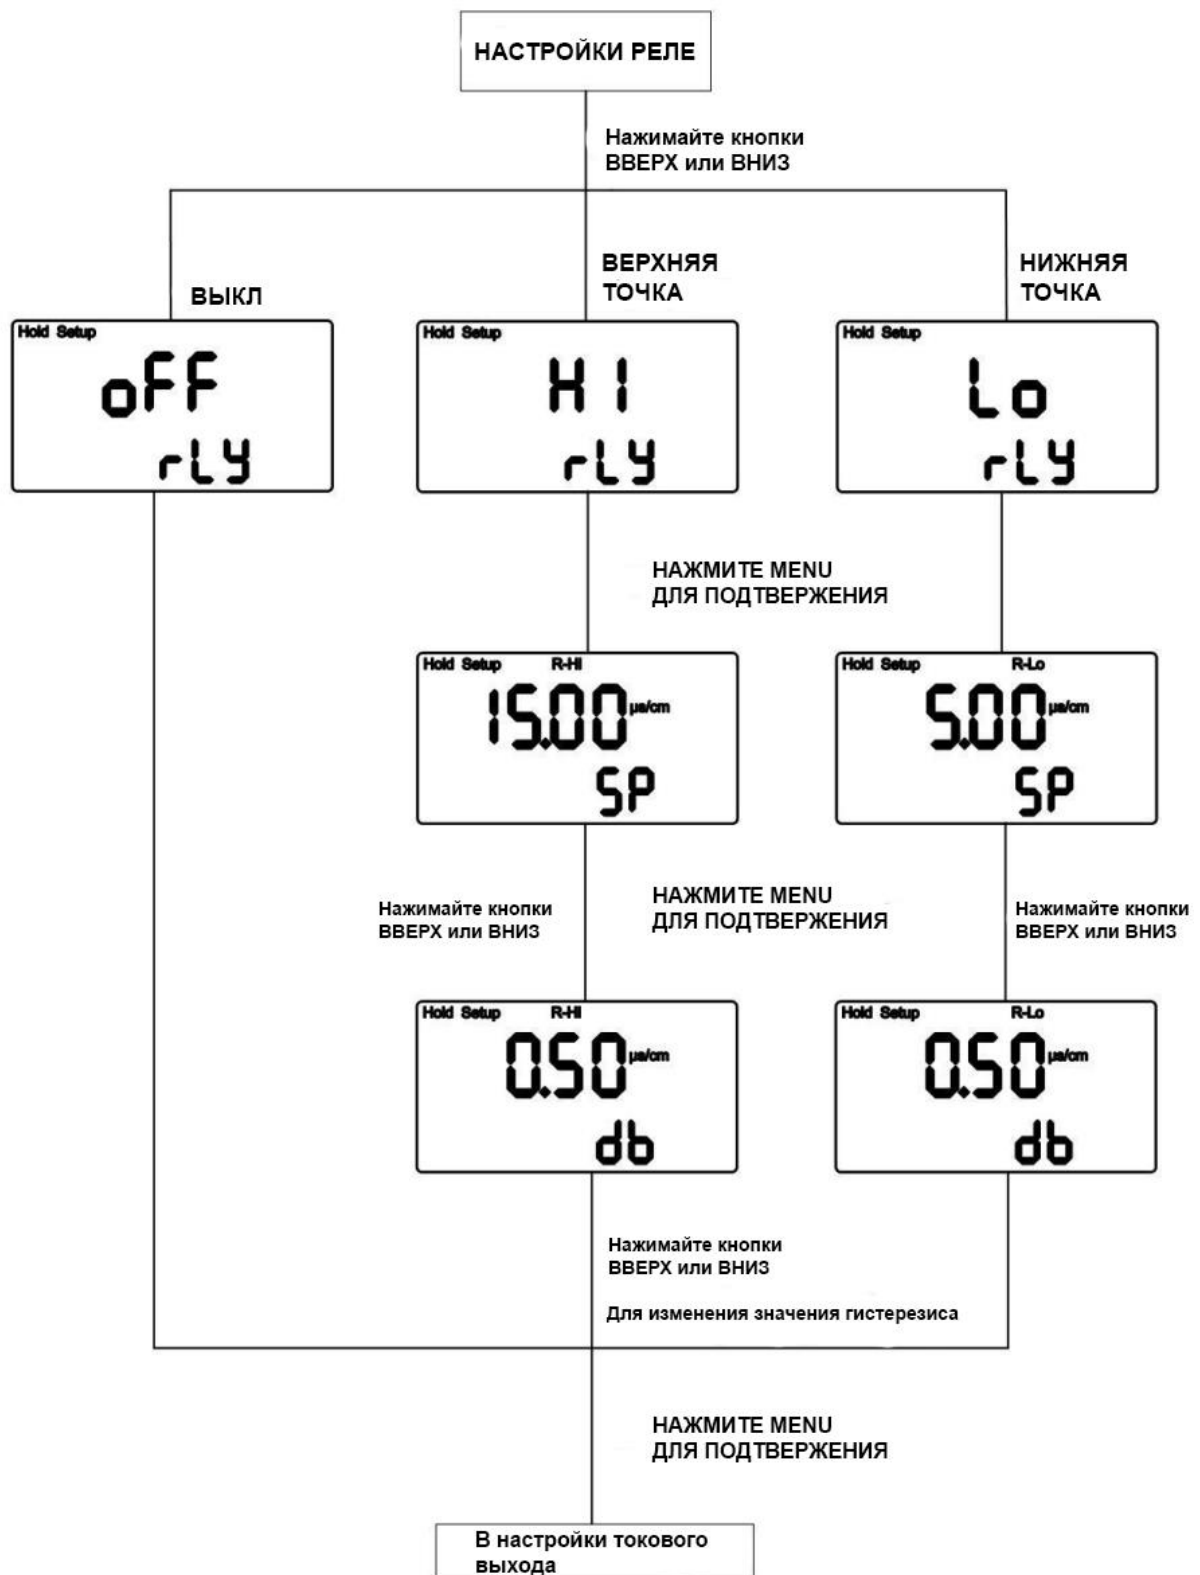 НАСТРОЙКИ РЕЛЕ
Нажимайте кнопки
ВВЕРХ или ВНИЗ
ВЫКЛ
ВЕРХНЯЯ
ТОЧКА
НИЖНЯЯ
ТОЧКА
Hold Setup
oFF
rLY
Hold Setup
HI
rLY
Hold Setup
Lo
rLY
НАЖМИТЕ MENU
ДЛЯ ПОДТВЕРЖЕНИЯ
Hold Setup R-HI
15.00 µs/cm
SP
Hold Setup R-Lo
5.00 µs/cm
SP
Нажимайте кнопки
ВВЕРХ или ВНИЗ
НАЖМИТЕ MENU
ДЛЯ ПОДТВЕРЖЕНИЯ
Нажимайте кнопки
ВВЕРХ или ВНИЗ
Hold Setup R-HI
0.50 µs/cm
db
Hold Setup R-Lo
0.50 µs/cm
db
Нажимайте кнопки
ВВЕРХ или ВНИЗ
Для изменения значения гистерезиса
НАЖМИТЕ MENU
ДЛЯ ПОДТВЕРЖЕНИЯ
В настройки токового
выхода